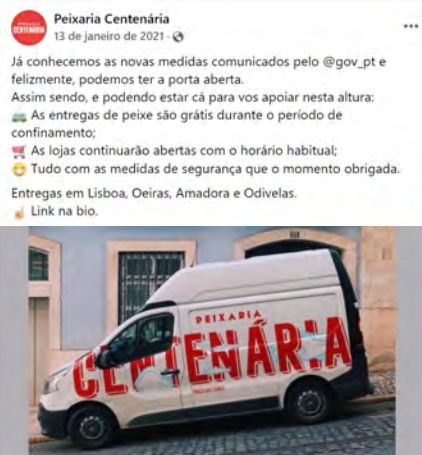 Peixaria Centenária
13 de janeiro de 2021
CENTENÁRIA
Já conhecemos as novas medidas comunicados pelo @gov_pt e
felizmente, podemos ter a porta aberta.
Assim sendo, e podendo estar cá para vos apoiar nesta altura:
🚐 As entregas de peixe são grátis durante o período de
confinamento;
🛒 As lojas continuarão abertas com o horário habitual;
😷 Tudo com as medidas de segurança que o momento obrigada.
Entregas em Lisboa, Oeiras, Amadora e Odivelas.
☝ Link na bio.
PEIXARIA
CENTENÁRIA